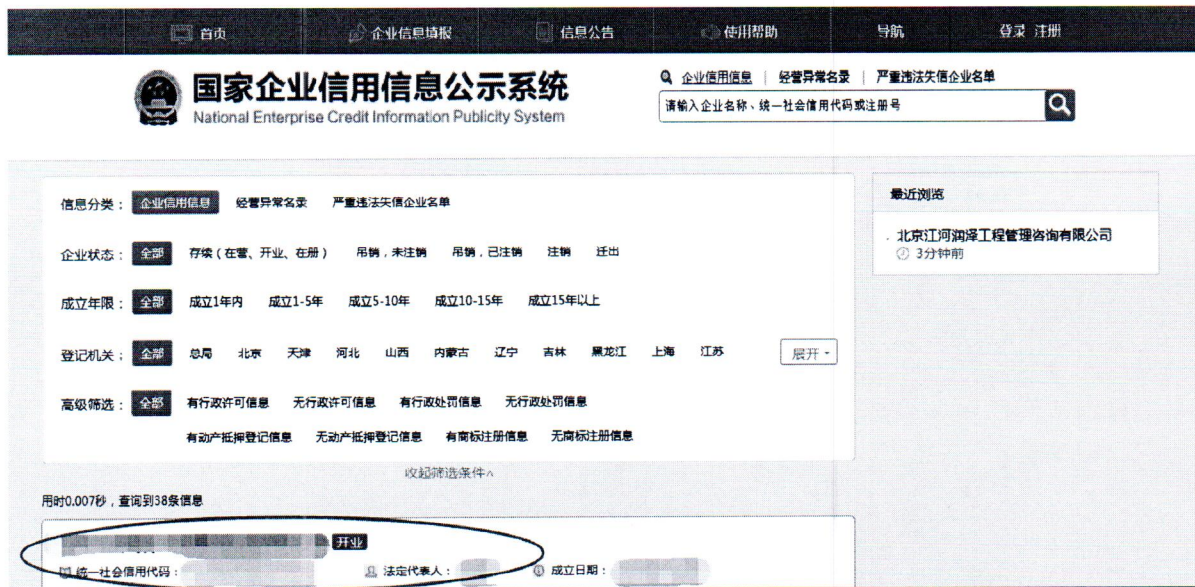 首页 企业信息填报 信息公告 使用帮助 导航 登录 注册
企业信用信息 | 经营异常名录 | 严重违法失信企业名单
国家企业信用信息公示系统
National Enterprise Credit Information Publicity System
请输入企业名称、统一社会信用代码或注册号
信息分类： 企业信用信息 经营异常名录 严重违法失信企业名单
企业状态： 全部 存续（在营、开业、在册） 吊销，未注销 吊销，已注销 注销 迁出
成立年限： 全部 成立1年内 成立1-5年 成立5-10年 成立10-15年 成立15年以上
登记机关： 全部 总局 北京 天津 河北 山西 内蒙古 辽宁 吉林 黑龙江 上海 江苏 展开
高级筛选： 全部 有行政许可信息 无行政许可信息 有行政处罚信息 无行政处罚信息
有动产抵押登记信息 无动产抵押登记信息 有商标注册信息 无商标注册信息
收起筛选条件
最近浏览
北京江河润泽工程管理咨询有限公司
3分钟前
用时0.007秒，查询到38条信息
开业
统一社会信用代码： 法定代表人： 成立日期：